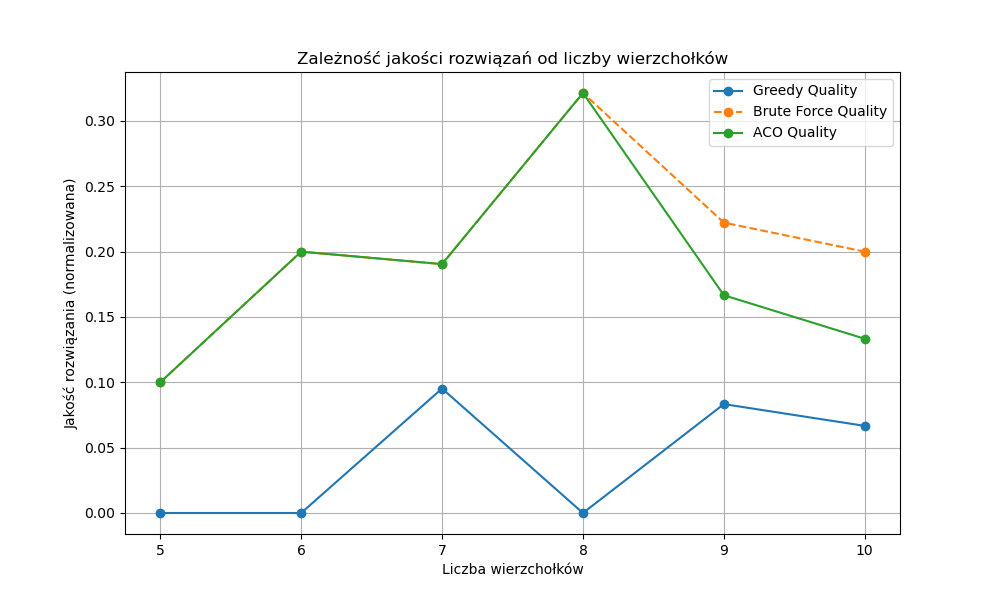 Zależność jakości rozwiązań od liczby wierzchołków
Greedy Quality
Brute Force Quality
ACO Quality
Jakość rozwiązania (normalizowana)
0.30
0.25
0.20
0.15
0.10
0.05
0.00
5 6 7 8 9 10
Liczba wierzchołków